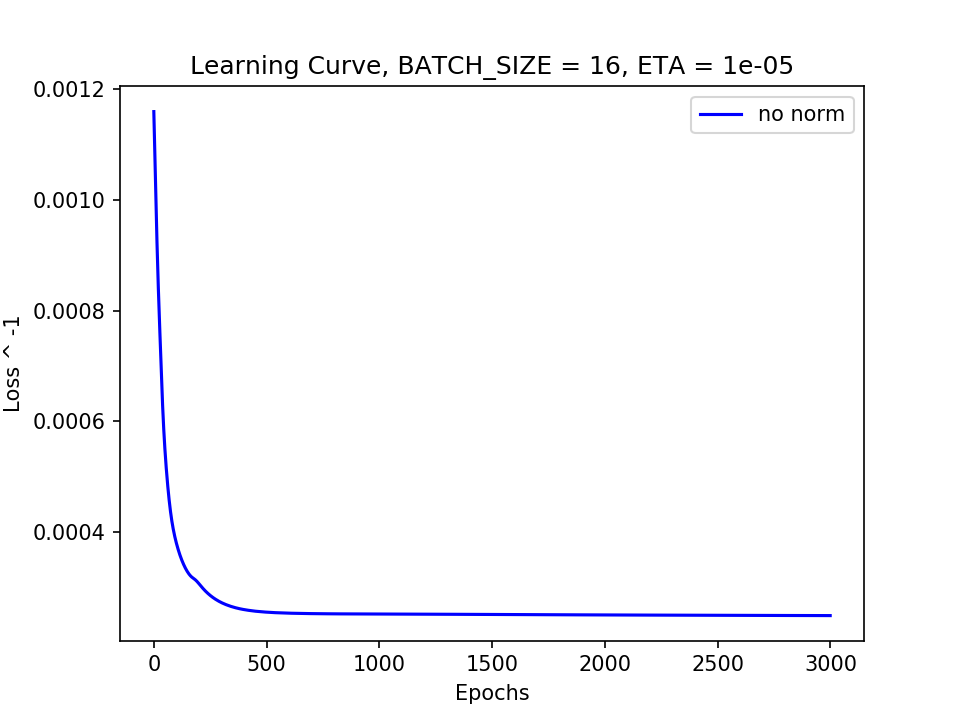 Learning Curve, BATCH_SIZE = 16, ETA = 1e-05
no norm
Loss ^ -1
0.0012
0.0010
0.0008
0.0006
0.0004
0 500 1000 1500 2000 2500 3000
Epochs